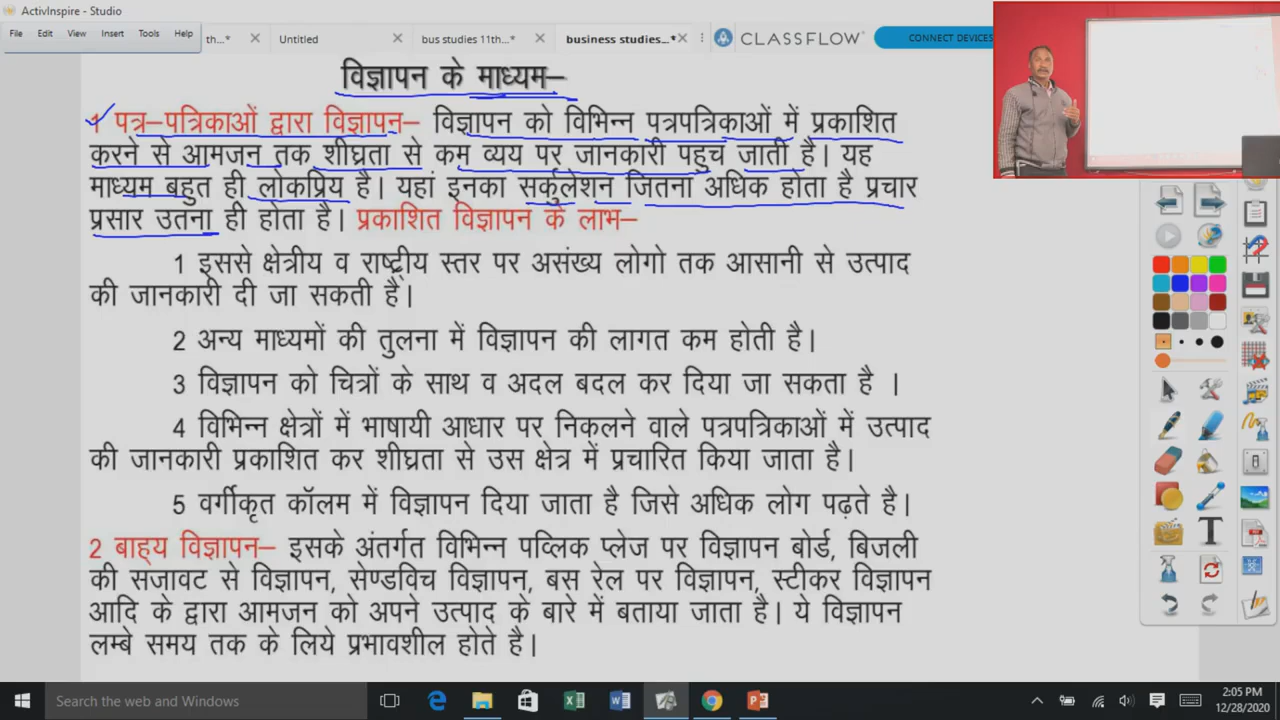 ActivInspire - Studio
File Edit View Insert Tools Help
th...* Untitled bus studies 11th...* business studies...* CLASSFLOW CONNECT DEVICES
विज्ञापन के माध्यम–
1 पत्र–पत्रिकाओं द्वारा विज्ञापन– विज्ञापन को विभिन्न पत्रपत्रिकाओं में प्रकाशित
करने से आमजन तक शीघ्रता से कम व्यय पर जानकारी पहुच जाती है। यह
माध्यम बहुत ही लोकप्रिय है। यहां इनका सर्कुलेशन जितना अधिक होता है प्रचार
प्रसार उतना ही होता है। प्रकाशित विज्ञापन के लाभ–
1 इससे क्षेत्रीय व राष्ट्रीय स्तर पर असंख्य लोगो तक आसानी से उत्पाद
की जानकारी दी जा सकती है।
2 अन्य माध्यमों की तुलना में विज्ञापन की लागत कम होती है।
3 विज्ञापन को चित्रों के साथ व अदल बदल कर दिया जा सकता है ।
4 विभिन्न क्षेत्रों में भाषायी आधार पर निकलने वाले पत्रपत्रिकाओं में उत्पाद
की जानकारी प्रकाशित कर शीघ्रता से उस क्षेत्र में प्रचारित किया जाता है।
5 वर्गीकृत कॉलम में विज्ञापन दिया जाता है जिसे अधिक लोग पढ़ते है।
2 बाह्य विज्ञापन– इसके अंतर्गत विभिन्न पव्लिक प्लेज पर विज्ञापन बोर्ड, बिजली
की सजावट से विज्ञापन, सेण्डविच विज्ञापन, बस रेल पर विज्ञापन, स्टीकर विज्ञापन
आदि के द्वारा आमजन को अपने उत्पाद के बारे में बताया जाता है। ये विज्ञापन
लम्बे समय तक के लिये प्रभावशील होते है।
Search the web and Windows
2:05 PM
12/28/2020